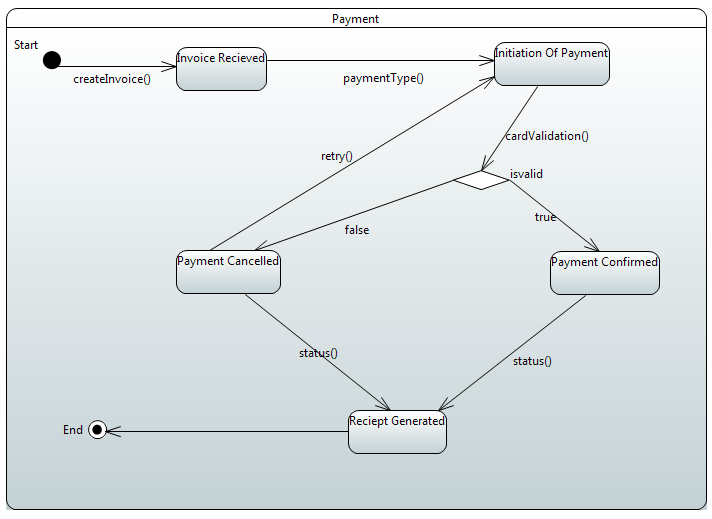 Payment
Start
createInvoice()
Invoice Recieved
paymentType()
Initiation Of Payment
cardValidation()
retry()
isvalid
false
true
Payment Cancelled
Payment Confirmed
status()
status()
Reciept Generated
End